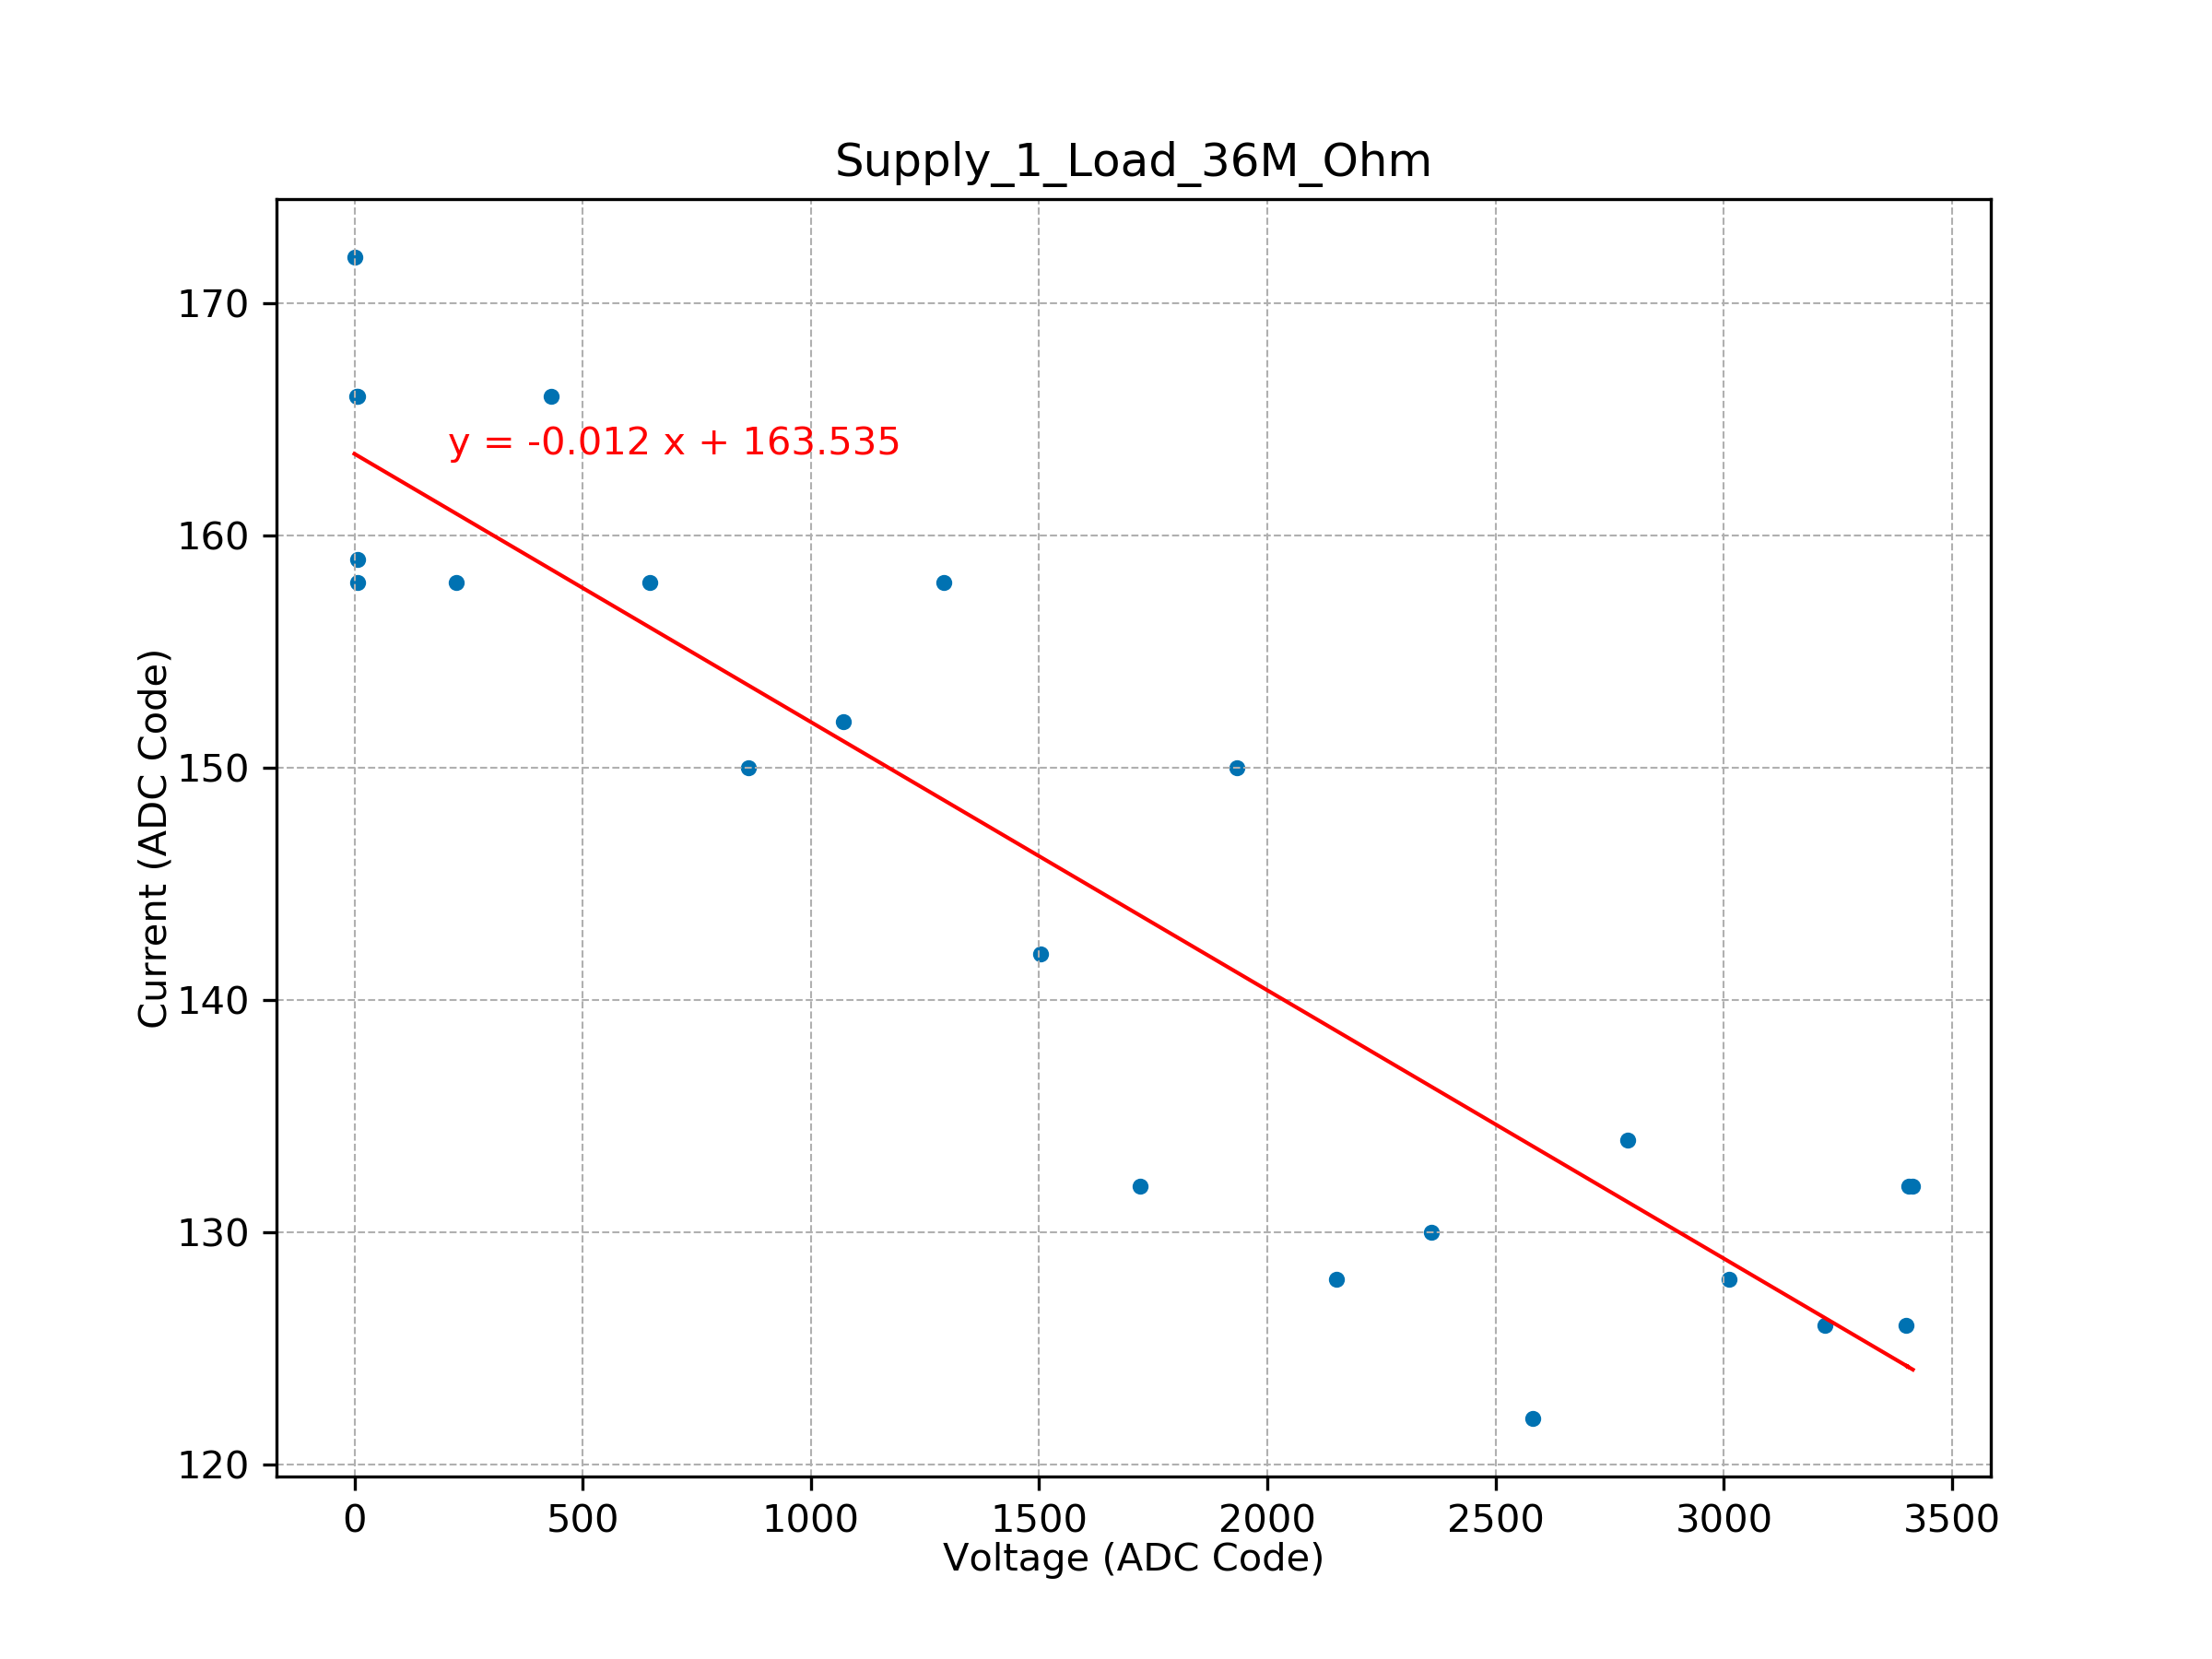 Supply_1_Load_36M_Ohm
170
160
150
140
130
120
Current (ADC Code)
y = -0.012 x + 163.535
0 500 1000 1500 2000 2500 3000 3500
Voltage (ADC Code)